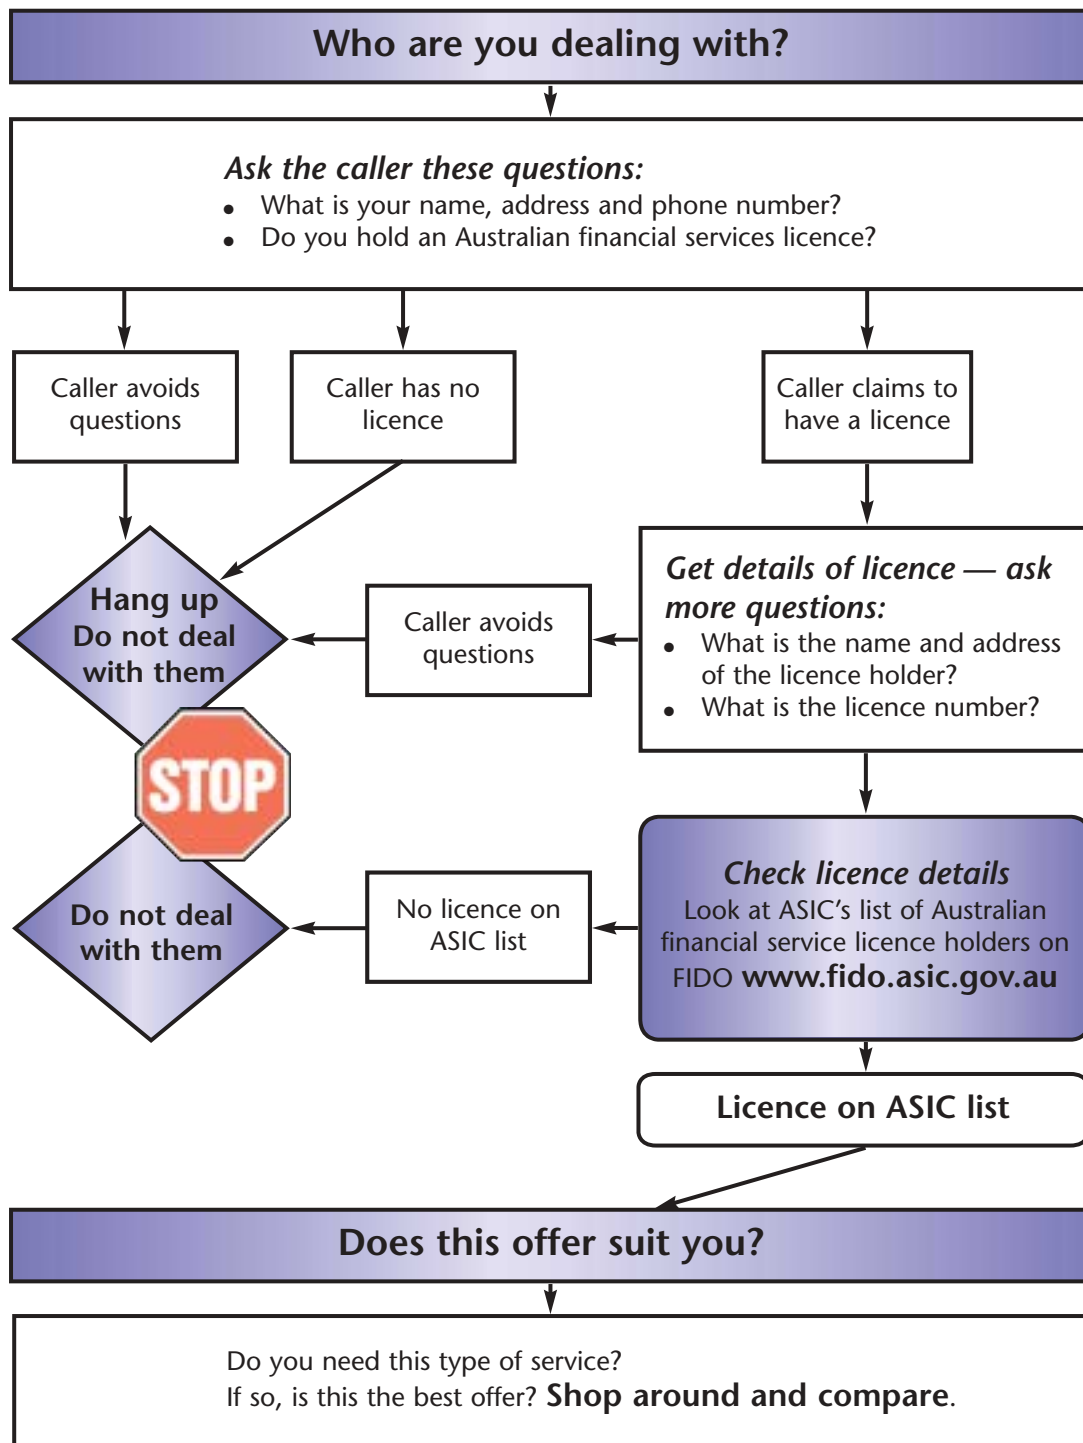 Who are you dealing with?
Ask the caller these questions:
• What is your name, address and phone number?
• Do you hold an Australian financial services licence?
Caller avoids
questions
Caller has no
licence
Caller claims to
have a licence
Hang up
Do not deal
with them
Caller avoids
questions
Get details of licence — ask
more questions:
• What is the name and address
of the licence holder?
• What is the licence number?
STOP
Do not deal
with them
No licence on
ASIC list
Check licence details
Look at ASIC's list of Australian
financial service licence holders on
FIDO www.fido.asic.gov.au
Licence on ASIC list
Does this offer suit you?
Do you need this type of service?
If so, is this the best offer? Shop around and compare.